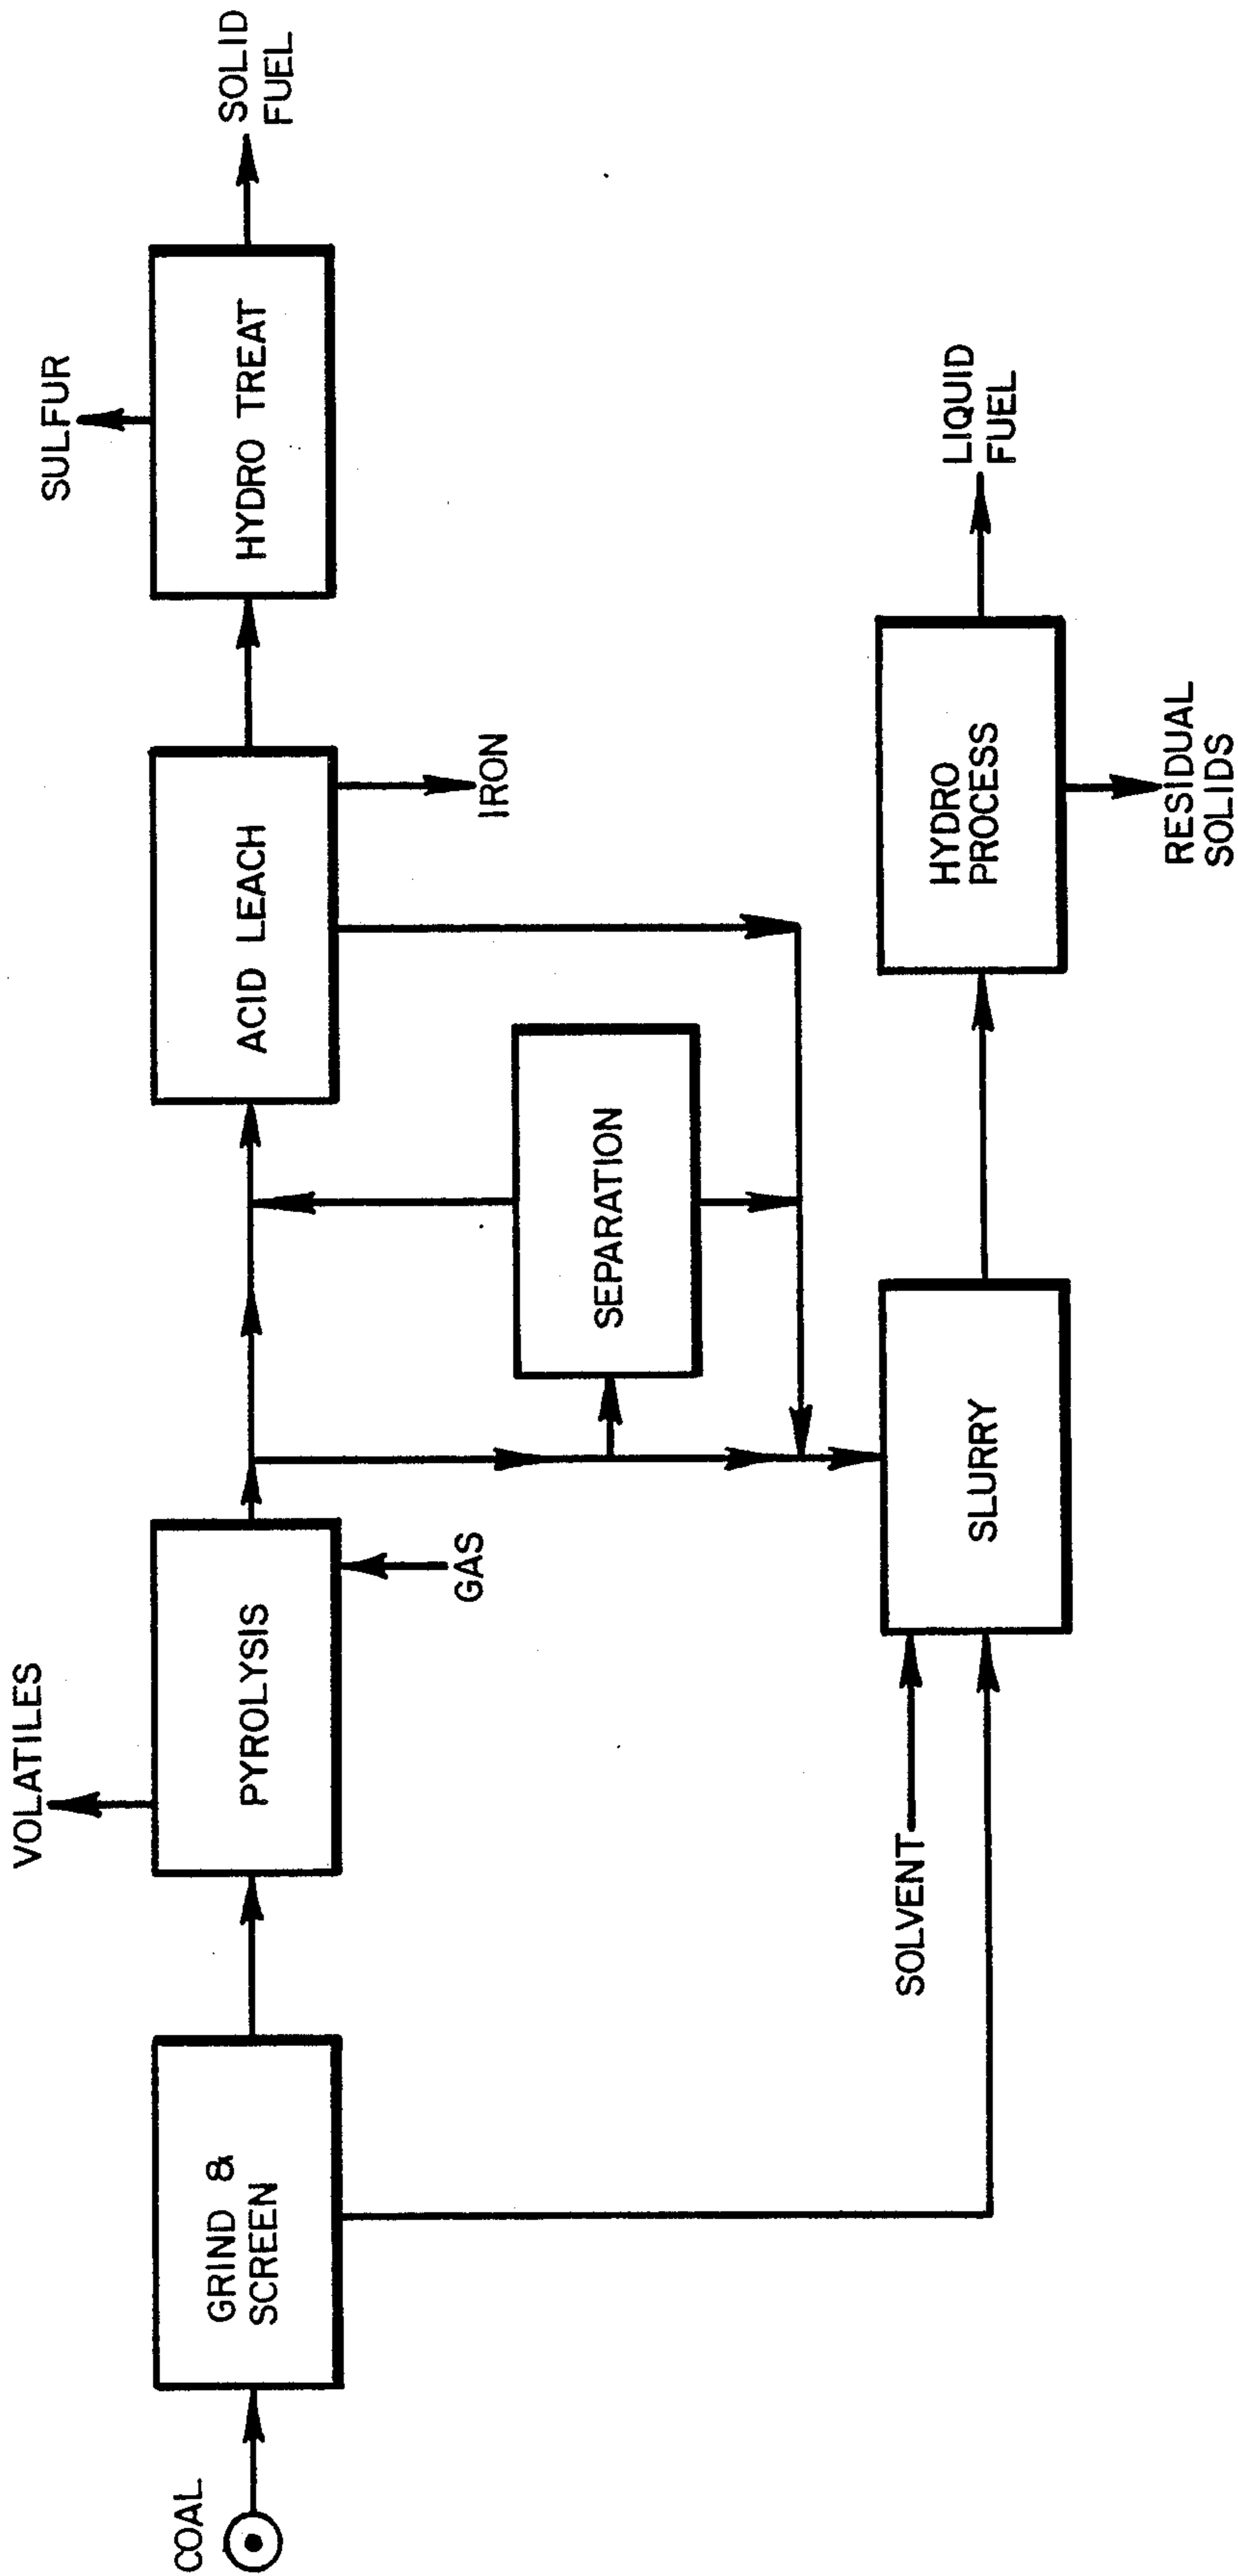 COAL
GRIND &
SCREEN
VOLATILES
PYROLYSIS
GAS
SEPARATION
ACID LEACH
IRON
SULFUR
HYDRO TREAT
SOLID
FUEL
SOLVENT
SLURRY
HYDRO
PROCESS
RESIDUAL
SOLIDS
LIQUID
FUEL